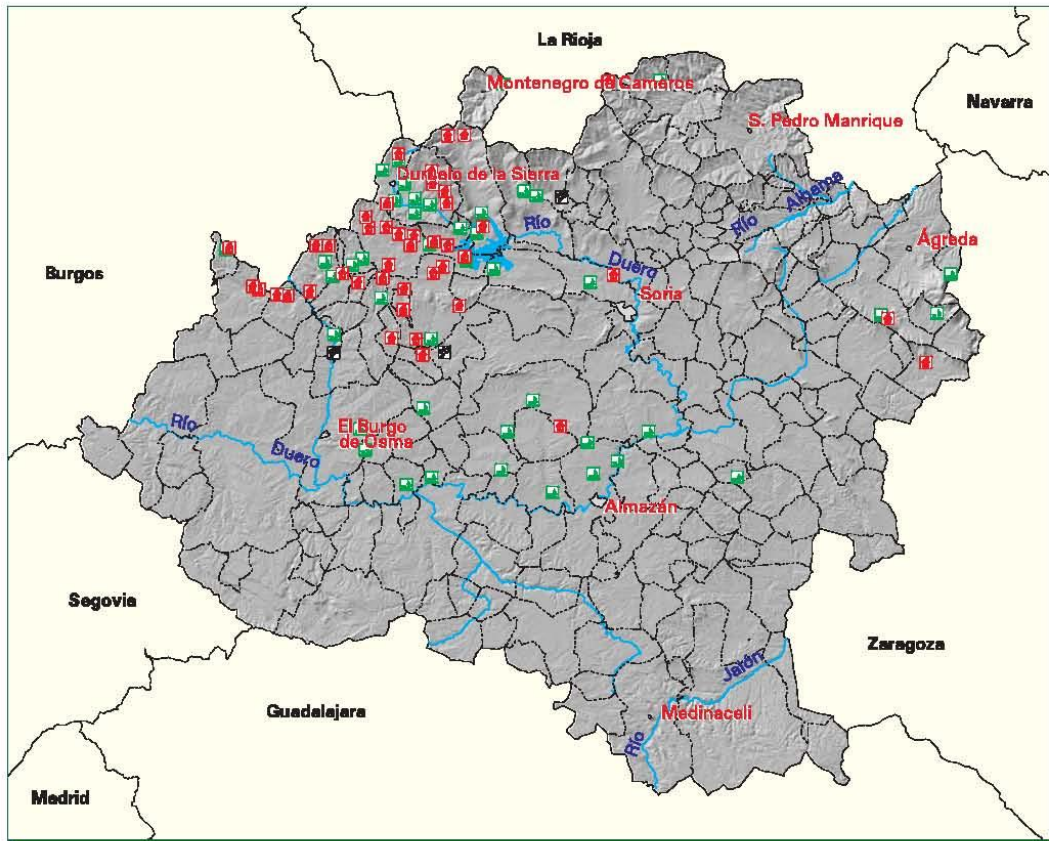 La Rioja
Montenegro de Cameros
Navarra
S. Pedro Manrique
Duruelo de la Sierra
Río Alhama
Río
Ágreda
Burgos
Duero
Soria
El Burgo
de Osma
Río
Duero
Almazán
Segovia
Zaragoza
Jalón
Guadalajara
Medinaceli
Río
Madrid